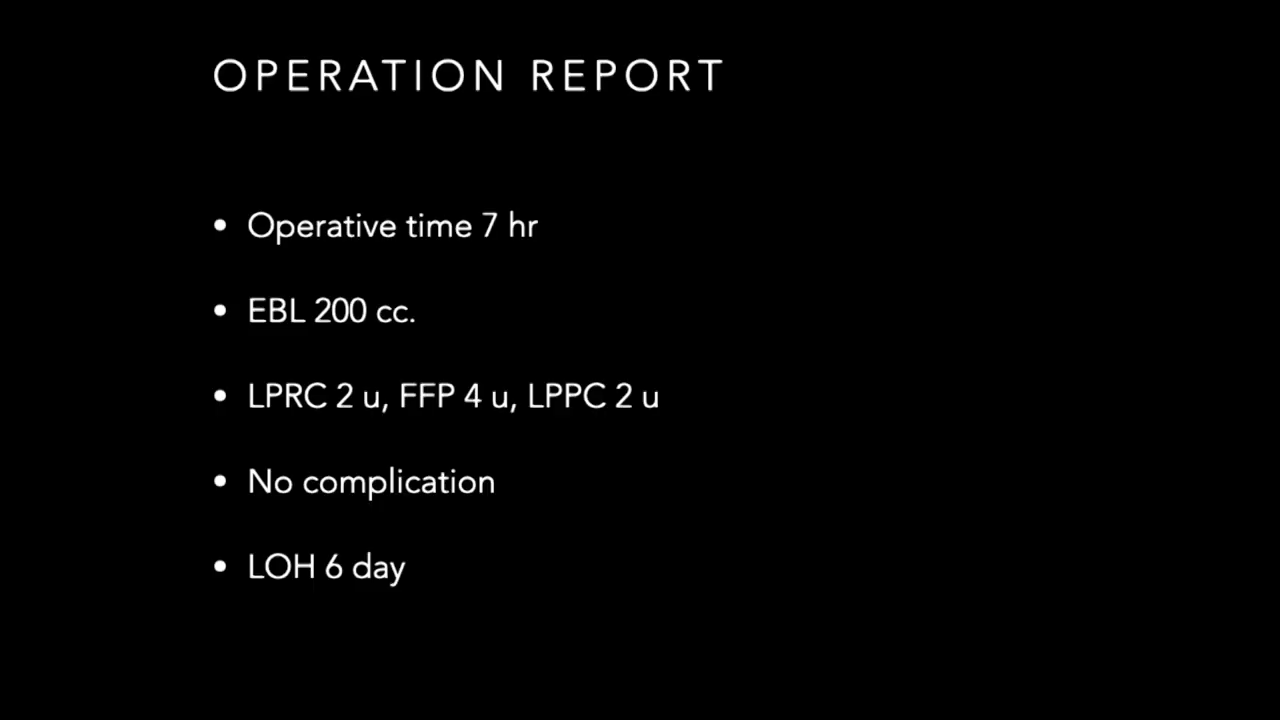 OPERATION REPORT
• Operative time 7 hr
• EBL 200 cc.
• LPRC 2 u, FFP 4 u, LPPC 2 u
• No complication
• LOH 6 day